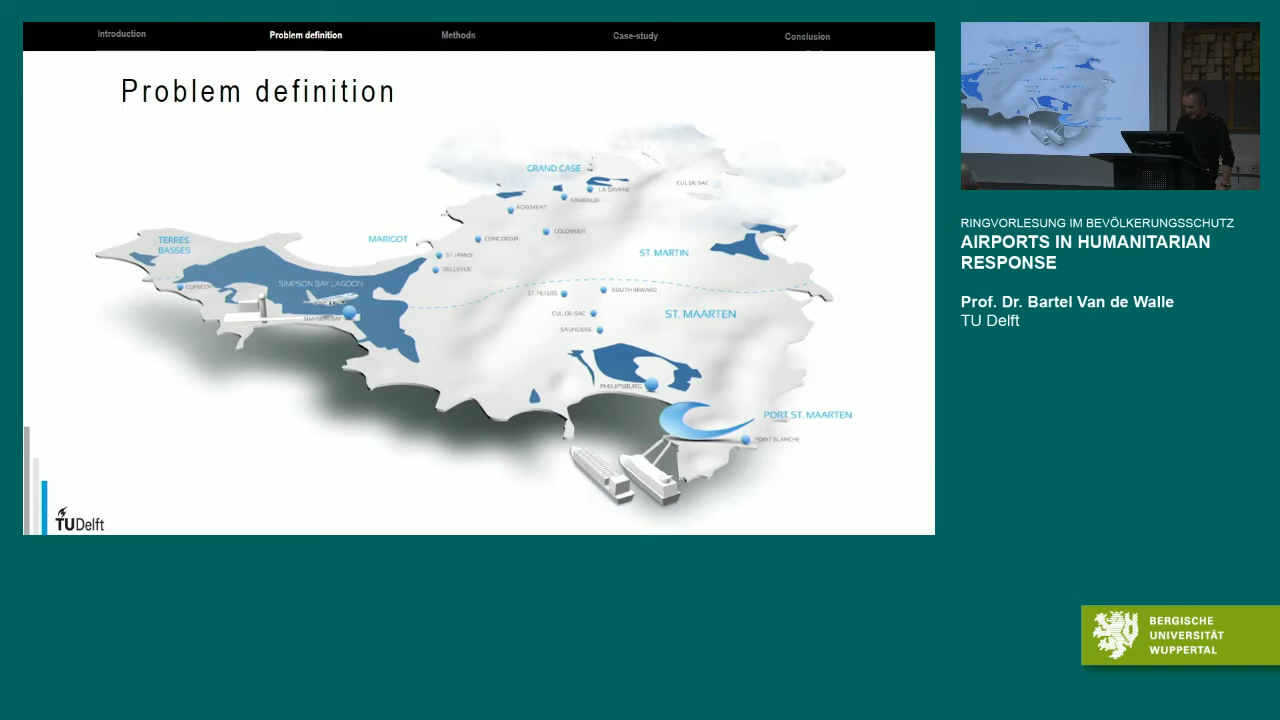 Introduction
Problem definition
Methods
Case-study
Conclusion
Problem definition
GRAND CASE
LA SAVANE
CUL DE SAC
RAMBAUD
AGREMENT
COLOMBIER
CONCORDIA
MARIGOT
TERRES
BASSES
ST. MARTIN
ST. JAMES
BELLEVUE
SIMPSON BAY LAGOON
CUPECOY
SIMPSON BAY
ST. PETERS
SOUTH REWARD
CUL-DE-SAC
ST. MAARTEN
SAUNDERS
PHILIPSBURG
PORT ST. MAARTEN
POINT BLANCHE
TUDelft
RINGVORLESUNG IM BEVÖLKERUNGSSCHUTZ
AIRPORTS IN HUMANITARIAN
RESPONSE
Prof. Dr. Bartel Van de Walle
TU Delft
BERGISCHE
UNIVERSITÄT
WUPPERTAL